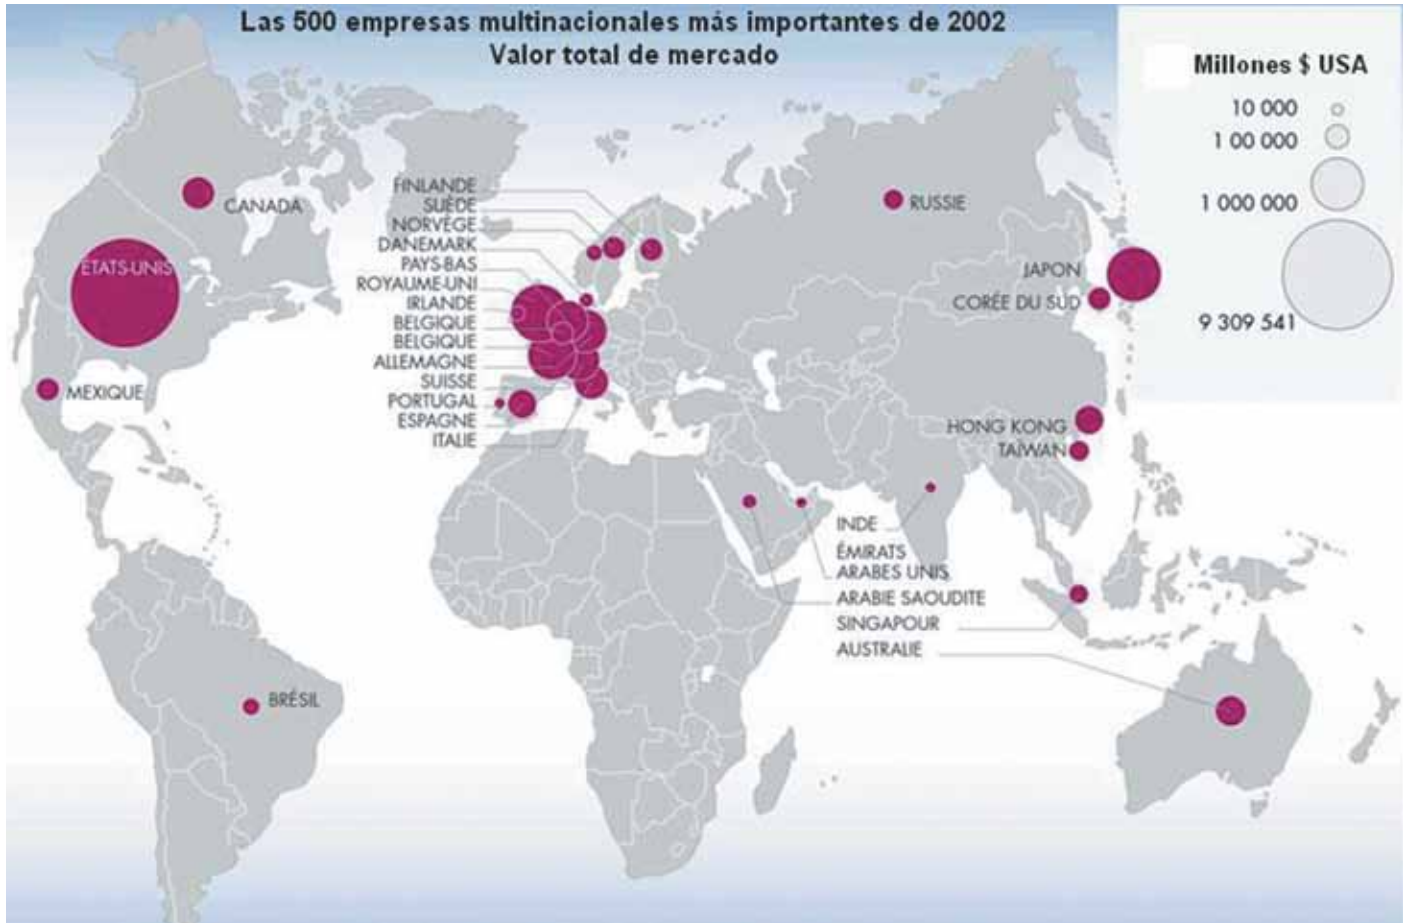 Las 500 empresas multinacionales más importantes de 2002
Valor total de mercado
Millones $ USA
10 000
1 00 000
1 000 000
9 309 541
CANADA
ÉTATS-UNIS
MEXIQUE
BRÉSIL
FINLANDE
SUÈDE
NORVÈGE
DANEMARK
PAYS-BAS
ROYAUME-UNI
IRLANDE
BELGIQUE
BELGIQUE
ALLEMAGNE
SUISSE
PORTUGAL
ESPAGNE
ITALIE
RUSSIE
JAPON
CORÉE DU SUD
HONG KONG
TAÏWAN
INDE
ÉMIRATS
ARABES UNIS
ARABIE SAOUDITE
SINGAPOUR
AUSTRALIE